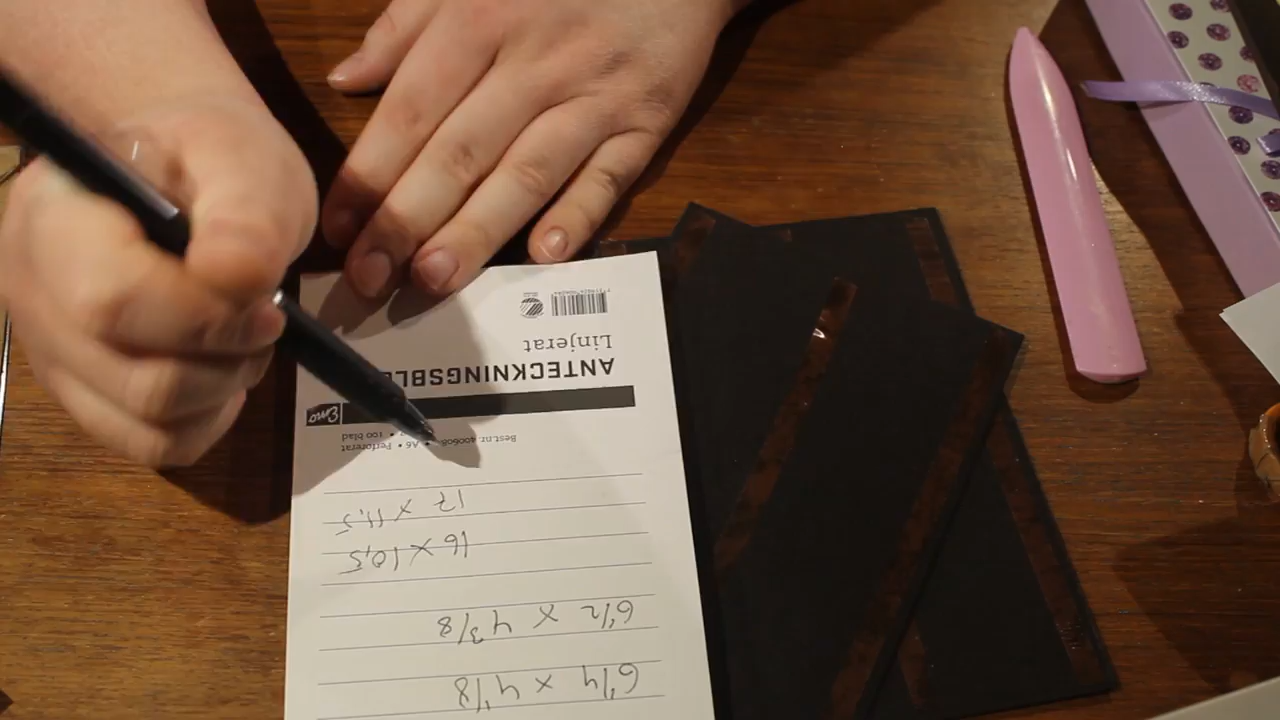 6 1/4 x 4 1/8
6 1/2 x 4 3/8
16 x 10,5
17 x 11,5
Best.nr. • A6 • Perforerat
• 100 blad
Emo
ANTECKNINGSBL
Linjerat